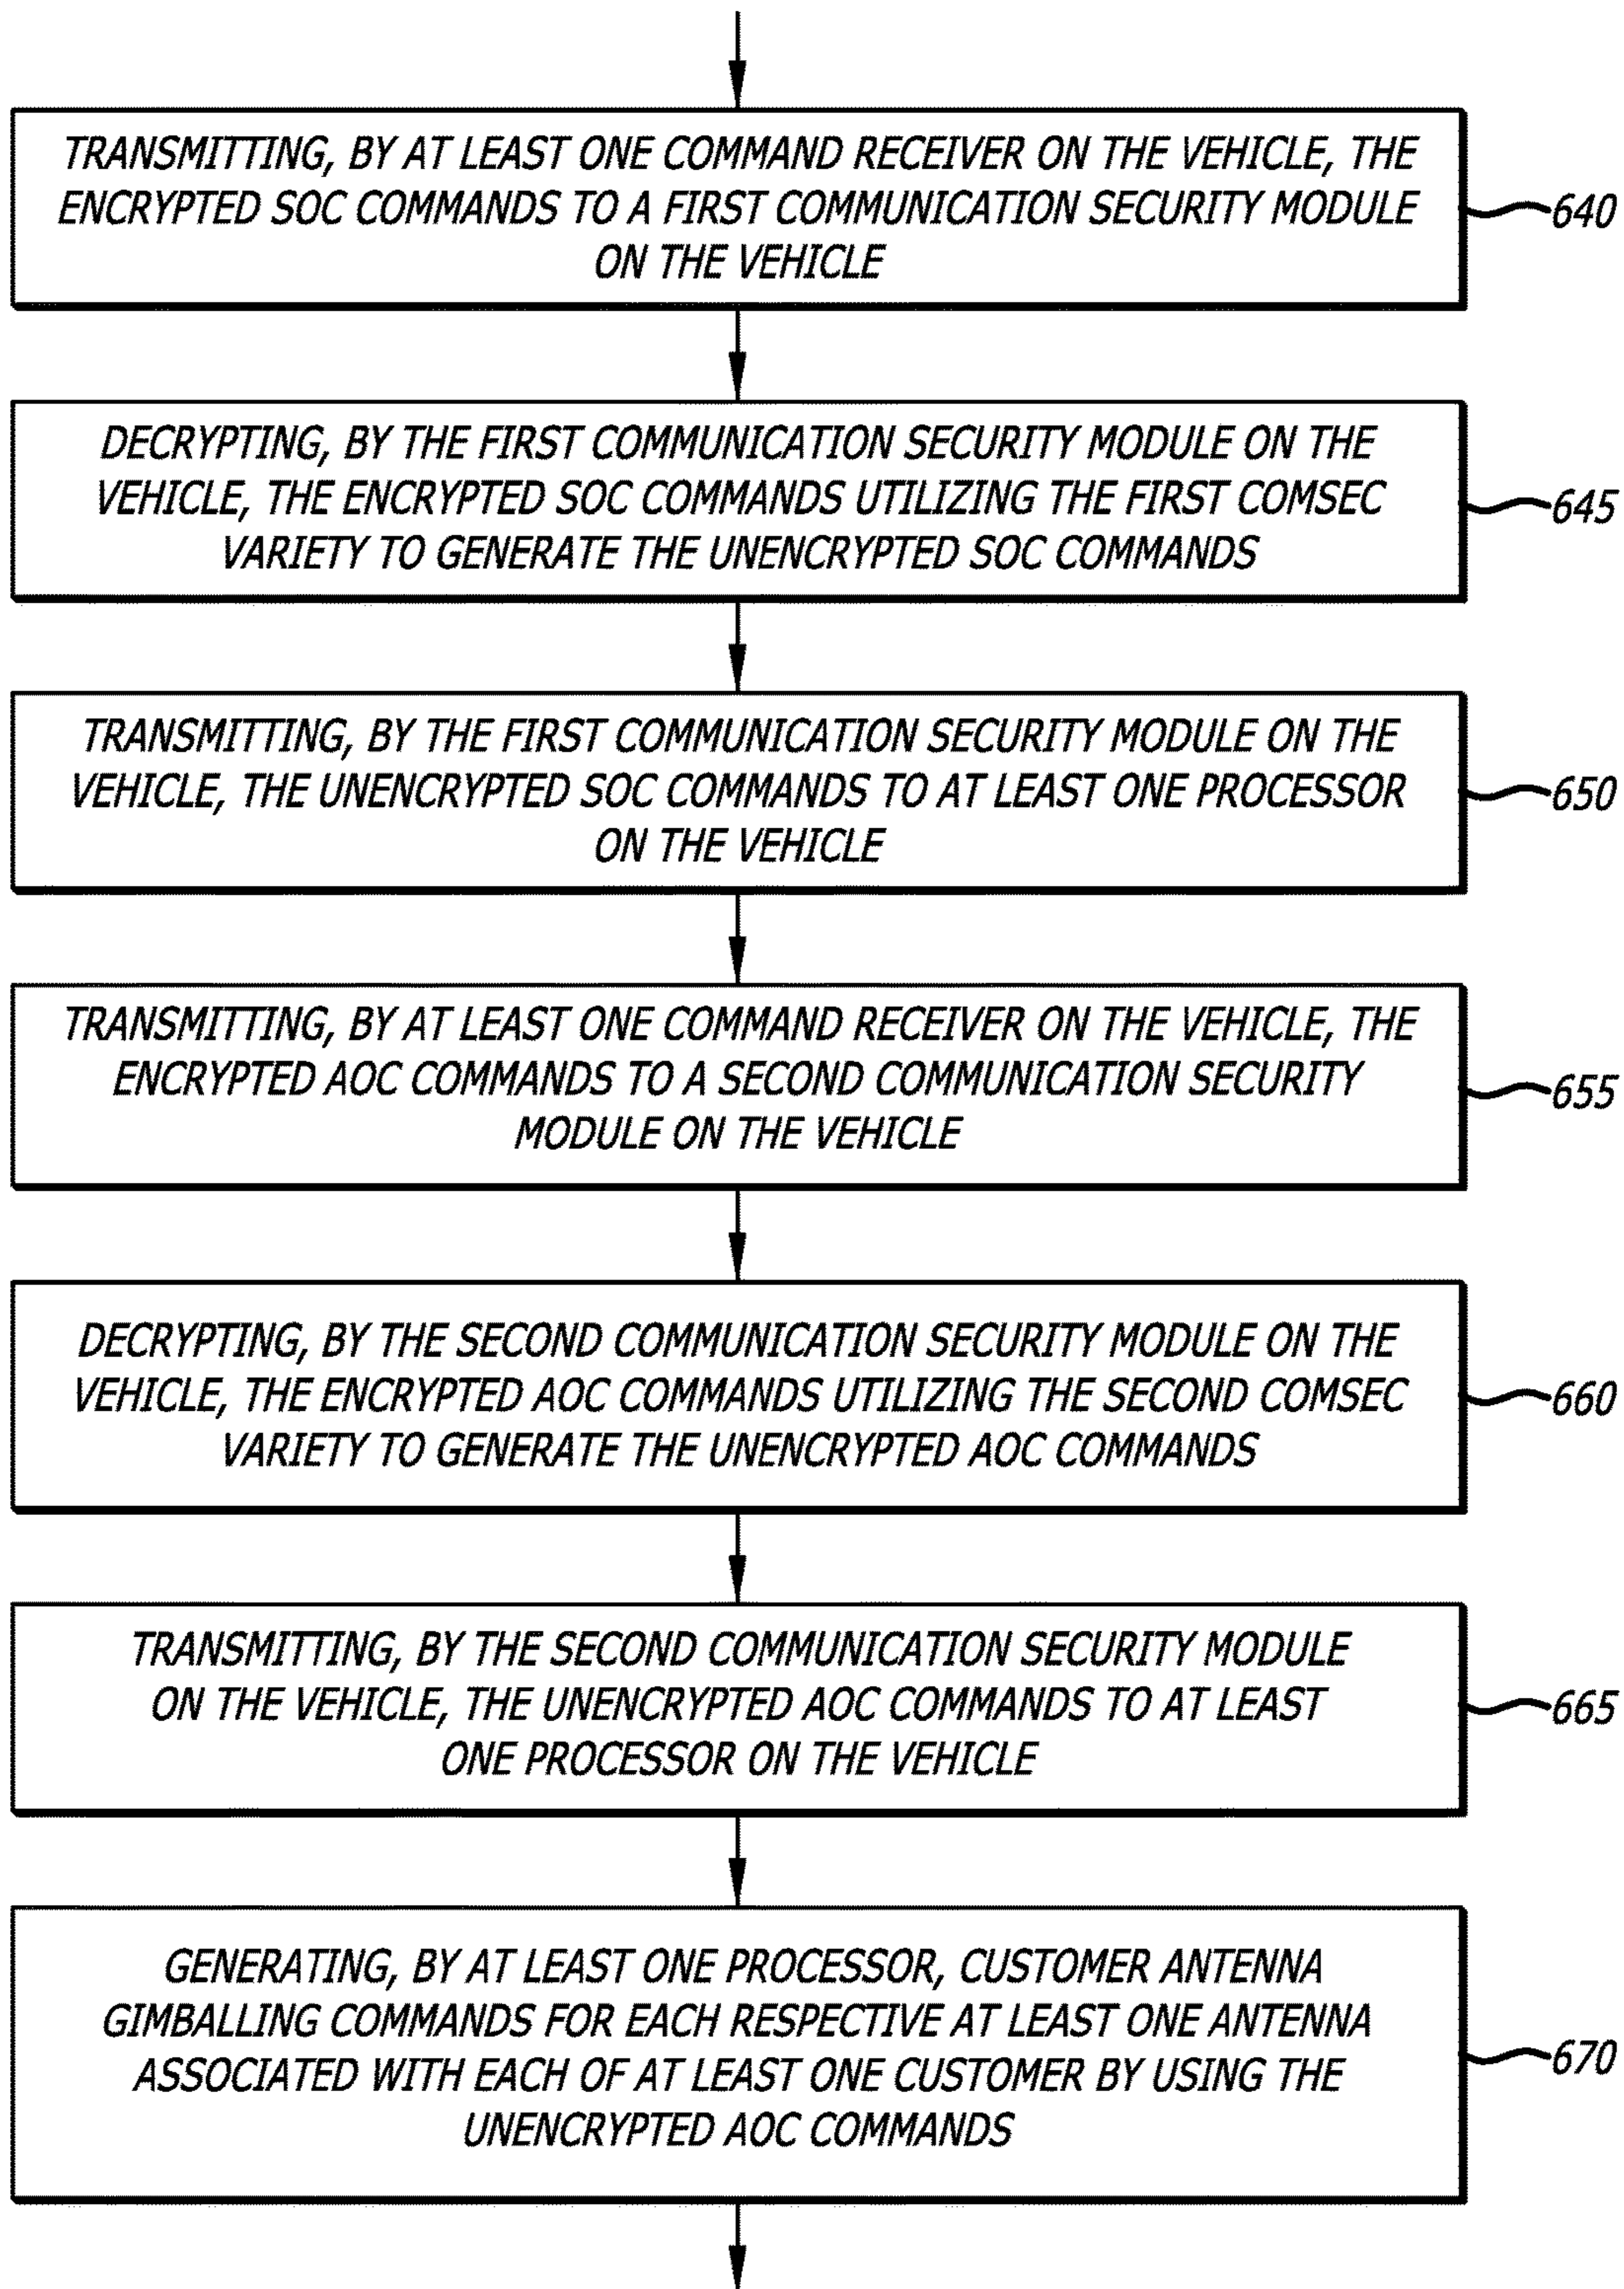 TRANSMITTING, BY AT LEAST ONE COMMAND RECEIVER ON THE VEHICLE, THE
ENCRYPTED SOC COMMANDS TO A FIRST COMMUNICATION SECURITY MODULE
ON THE VEHICLE
640
DECRYPTING, BY THE FIRST COMMUNICATION SECURITY MODULE ON THE
VEHICLE, THE ENCRYPTED SOC COMMANDS UTILIZING THE FIRST COMSEC
VARIETY TO GENERATE THE UNENCRYPTED SOC COMMANDS
645
TRANSMITTING, BY THE FIRST COMMUNICATION SECURITY MODULE ON THE
VEHICLE, THE UNENCRYPTED SOC COMMANDS TO AT LEAST ONE PROCESSOR
ON THE VEHICLE
650
TRANSMITTING, BY AT LEAST ONE COMMAND RECEIVER ON THE VEHICLE, THE
ENCRYPTED AOC COMMANDS TO A SECOND COMMUNICATION SECURITY
MODULE ON THE VEHICLE
655
DECRYPTING, BY THE SECOND COMMUNICATION SECURITY MODULE ON THE
VEHICLE, THE ENCRYPTED AOC COMMANDS UTILIZING THE SECOND COMSEC
VARIETY TO GENERATE THE UNENCRYPTED AOC COMMANDS
660
TRANSMITTING, BY THE SECOND COMMUNICATION SECURITY MODULE
ON THE VEHICLE, THE UNENCRYPTED AOC COMMANDS TO AT LEAST
ONE PROCESSOR ON THE VEHICLE
665
GENERATING, BY AT LEAST ONE PROCESSOR, CUSTOMER ANTENNA
GIMBALLING COMMANDS FOR EACH RESPECTIVE AT LEAST ONE ANTENNA
ASSOCIATED WITH EACH OF AT LEAST ONE CUSTOMER BY USING THE
UNENCRYPTED AOC COMMANDS
670